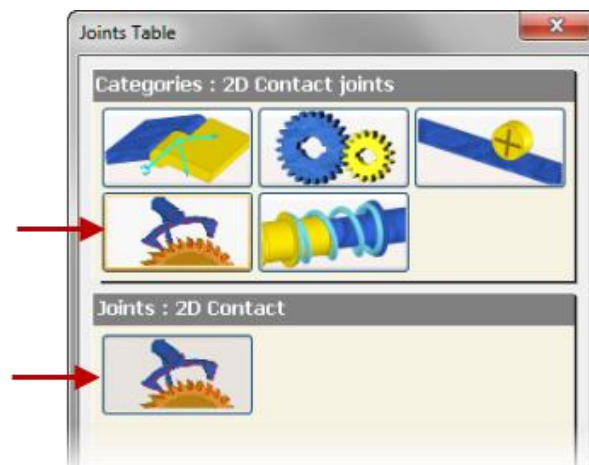 Joints Table
Categories : 2D Contact joints
Joints : 2D Contact